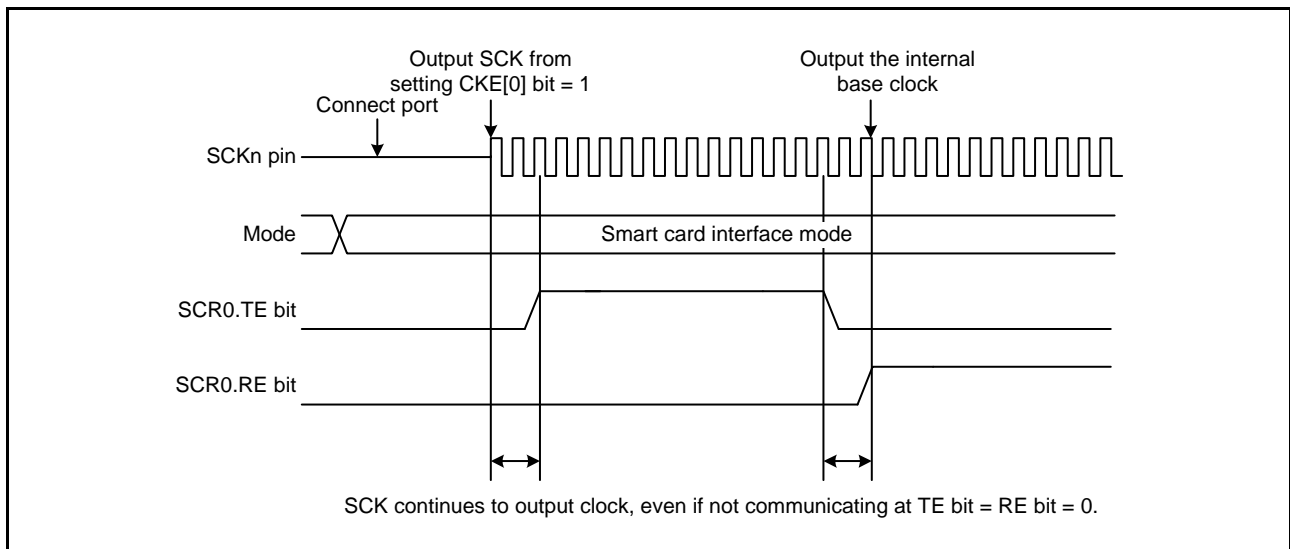 Output SCK from
setting CKE[0] bit = 1
Output the internal
base clock
Connect port
SCKn pin
Mode
Smart card interface mode
SCR0.TE bit
SCR0.RE bit
SCK continues to output clock, even if not communicating at TE bit = RE bit = 0.